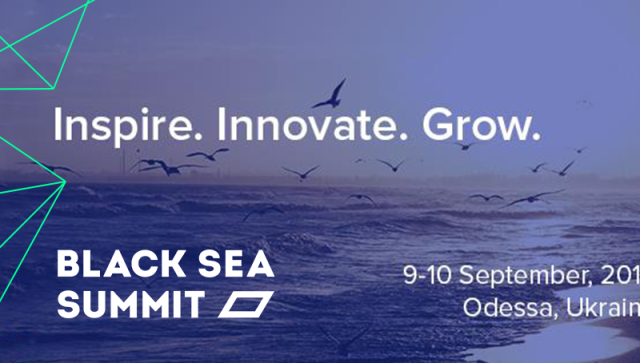 Inspire. Innovate. Grow.
BLACK SEA
SUMMIT
9-10 September, 201
Odessa, Ukrain